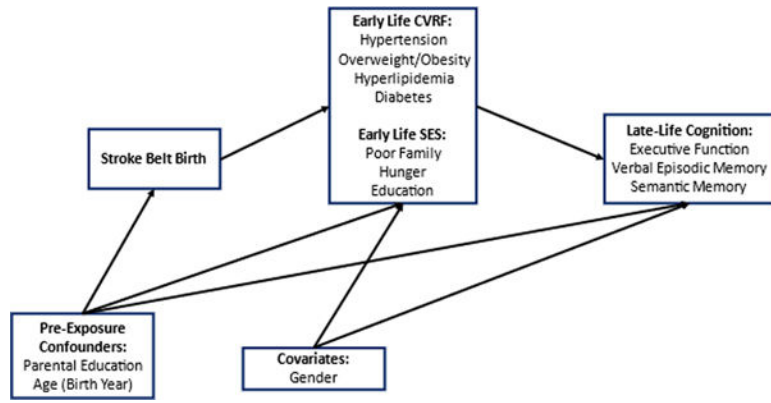 Early Life CVRF:
Hypertension
Overweight/Obesity
Hyperlipidemia
Diabetes
Early Life SES:
Poor Family
Hunger
Education
Stroke Belt Birth
Late-Life Cognition:
Executive Function
Verbal Episodic Memory
Semantic Memory
Pre-Exposure
Confounders:
Parental Education
Age (Birth Year)
Covariates:
Gender